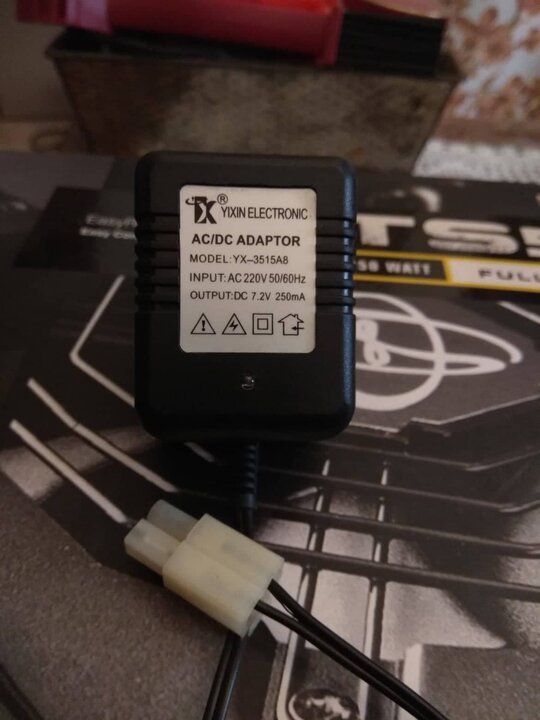 YX® YIXIN ELECTRONIC
AC/DC ADAPTOR
MODEL: YX-3515A8
INPUT: AC 220V 50/60Hz
OUTPUT: DC 7.2V 250mA
WATT
FULL